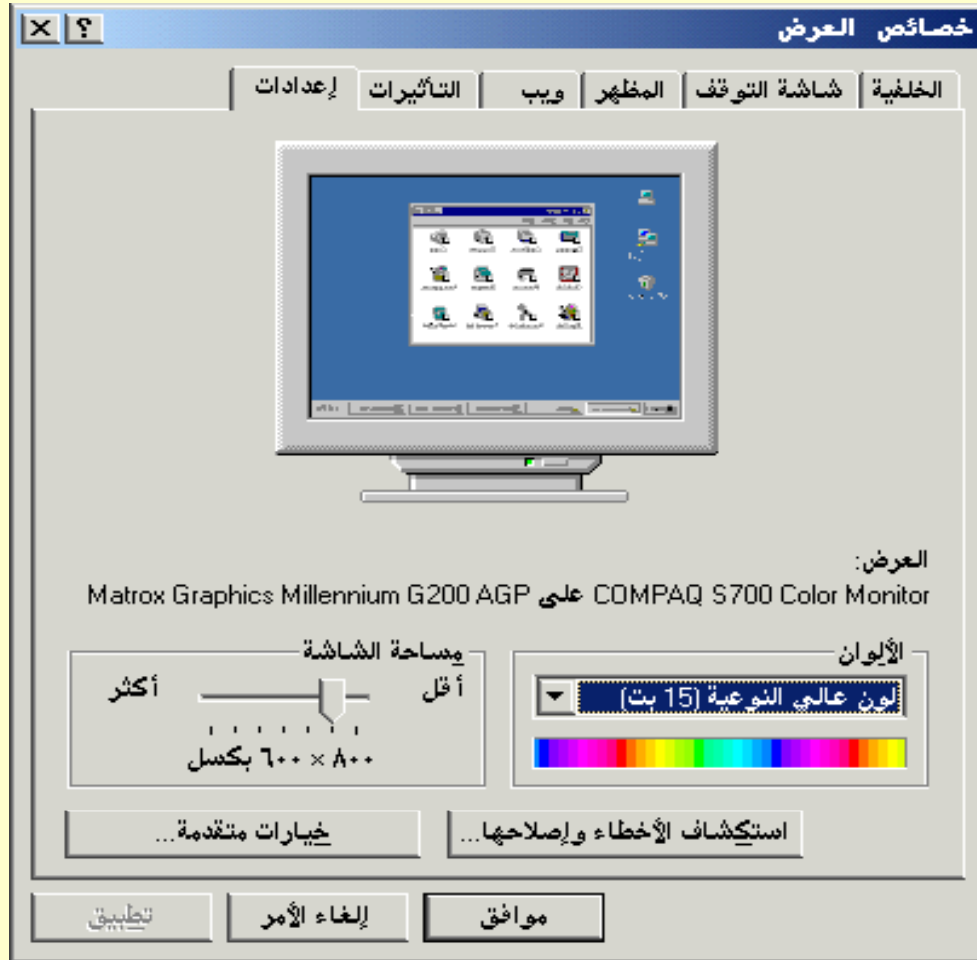 خصائص العرض
الخلفية
شاشة التوقف
المظهر
ويب
التأثيرات
إعدادات
العرض:
COMPAQ S700 Color Monitor على Matrox Graphics Millennium G200 AGP
الألوان
لون عالي النوعية (15 بت)
مساحة الشاشة
أقل
أكثر
٨٠٠ × ٦٠٠ بكسل
استكشاف الأخطاء وإصلاحها...
خيارات متقدمة...
موافق
إلغاء الأمر
تطبيق